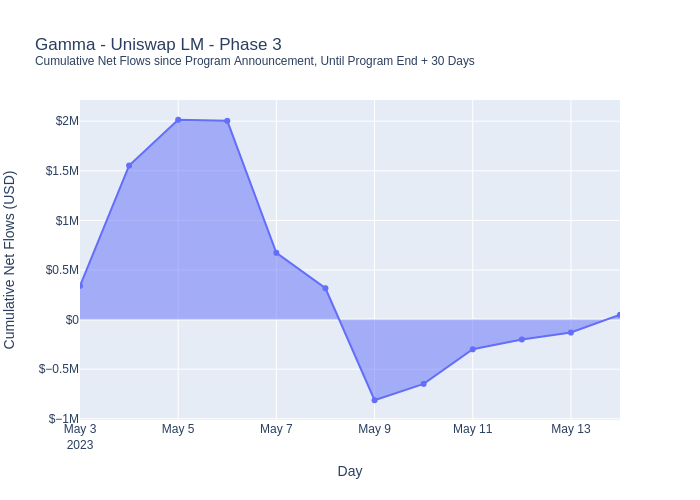 Gamma - Uniswap LM - Phase 3
Cumulative Net Flows since Program Announcement, Until Program End + 30 Days
Cumulative Net Flows (USD)
$2M
$1.5M
$1M
$0.5M
$0
$−0.5M
$−1M
May 3
2023
May 5
May 7
May 9
May 11
May 13
Day